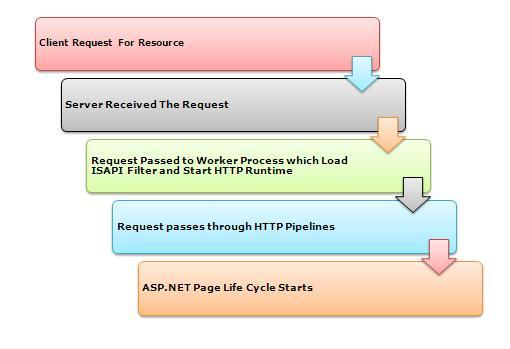 Client Request For Resource
Server Received The Request
Request Passed to Worker Process which Load
ISAPI Filter and Start HTTP Runtime
Request passes through HTTP Pipelines
ASP.NET Page Life Cycle Starts